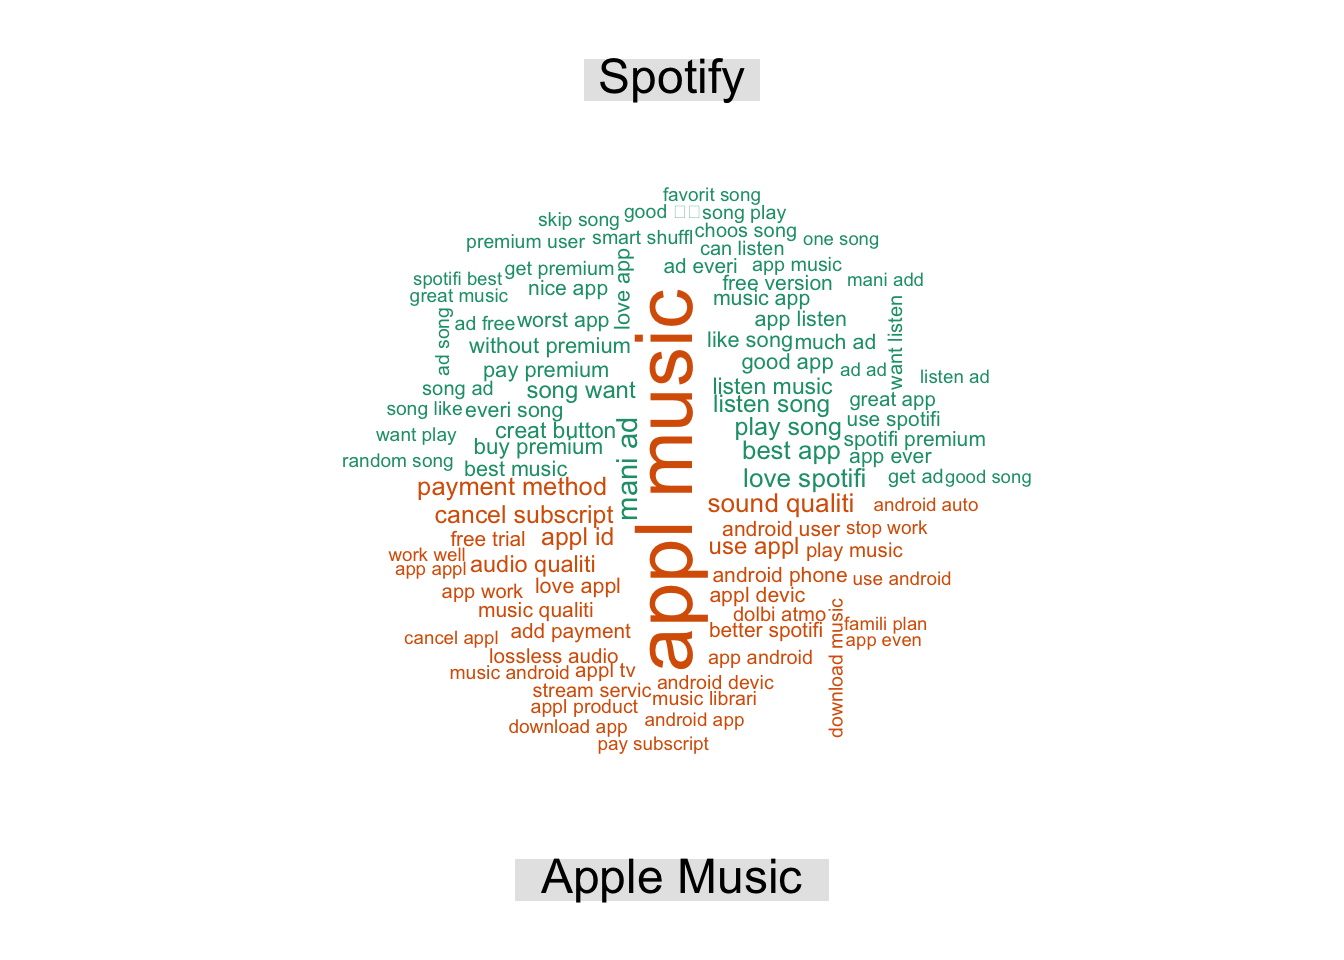 Spotify
favorit song
good song play
skip song
choos song
premium user
smart shuffl
one song
can listen
love app
get premium
ad everi
app music
spotifi best
nice app
free version
mani add
great music
music app
ad song
ad free
worst app
app listen
want listen
without premium
like song
much ad
pay premium
good app
ad ad
listen ad
song ad
song want
listen music
great app
song like
everi song
listen song
use spotifi
want play
creat button
play song
spotifi premium
buy premium
mani ad
best app
app ever
random song
best music
love spotifi
get ad
good song
appl music
payment method
sound qualiti
android auto
cancel subscript
android user
stop work
free trial
appl id
use appl
play music
work well
audio qualiti
app appl
android phone
use android
app work
love appl
appl devic
music qualiti
dolbi atmo
download music
famili plan
cancel appl
add payment
better spotifi
app even
lossless audio
app android
music android
appl tv
android devic
stream servic
music librari
appl product
download app
android app
pay subscript
Apple Music